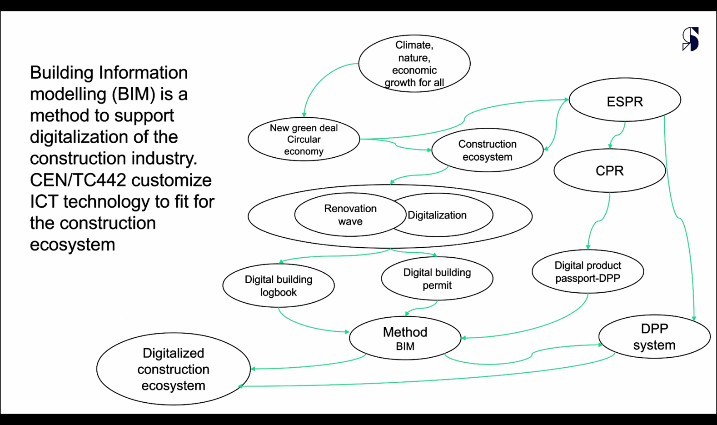 Building Information
modelling (BIM) is a
method to support
digitalization of the
construction industry.
CEN/TC442 customize
ICT technology to fit for
the construction
ecosystem
Climate,
nature,
economic
growth for all
New green deal
Circular
economy
Construction
ecosystem
ESPR
CPR
Renovation
wave
Digitalization
Digital building
logbook
Digital building
permit
Digital product
passport-DPP
Method
BIM
DPP
system
Digitalized
construction
ecosystem